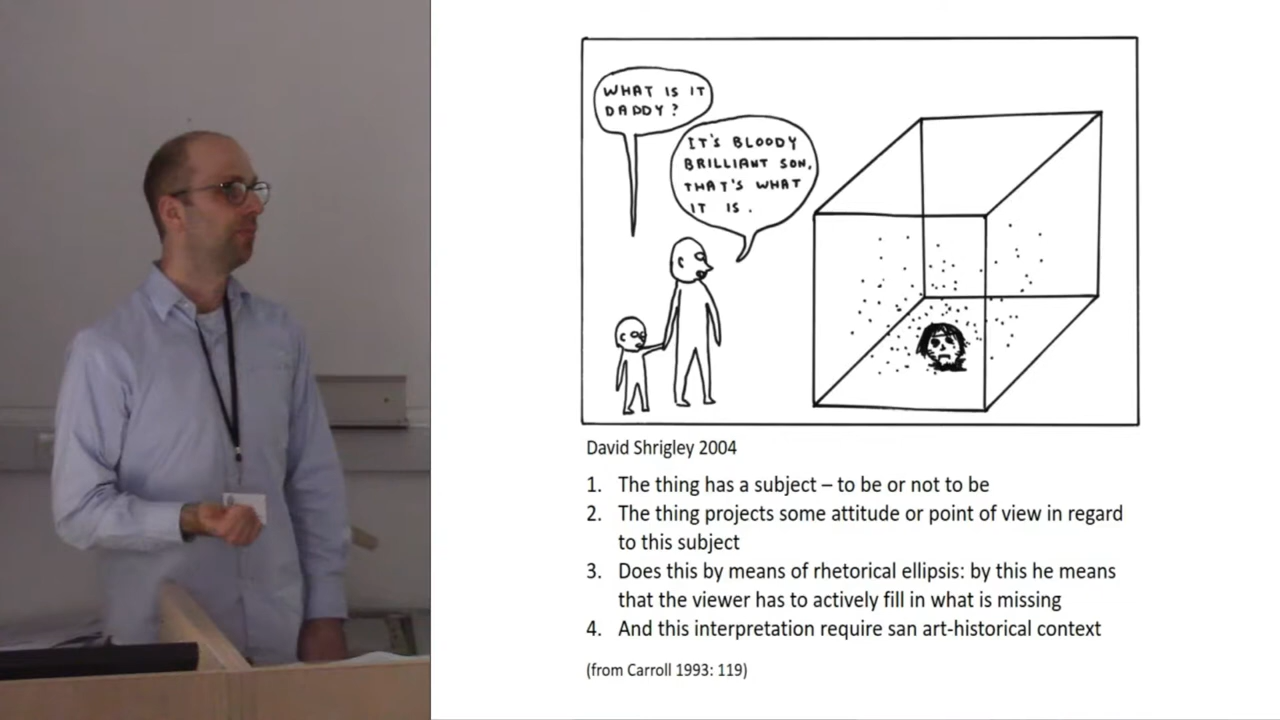 WHAT IS IT
DADDY?
IT'S BLOODY
BRILLIANT SON.
THAT'S WHAT
IT IS.
David Shrigley 2004
1. The thing has a subject – to be or not to be
2. The thing projects some attitude or point of view in regard
to this subject
3. Does this by means of rhetorical ellipsis: by this he means
that the viewer has to actively fill in what is missing
4. And this interpretation require san art-historical context
(from Carroll 1993: 119)